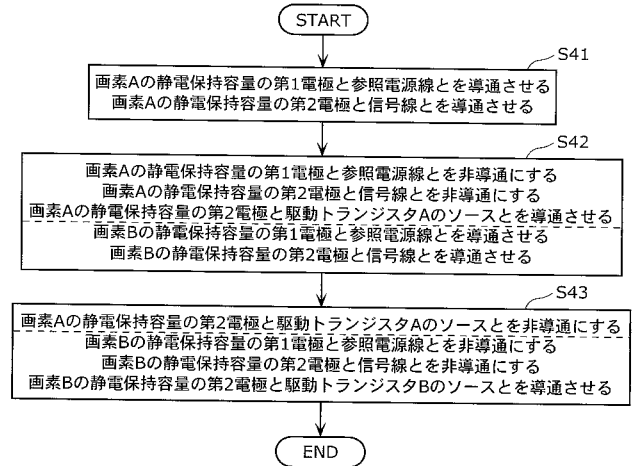 START
S41
画素Aの静電保持容量の第1電極と参照電源線とを導通させる
画素Aの静電保持容量の第2電極と信号線とを導通させる
S42
画素Aの静電保持容量の第1電極と参照電源線とを非導通にする
画素Aの静電保持容量の第2電極と信号線とを非導通にする
画素Aの静電保持容量の第2電極と駆動トランジスタAのソースとを導通させる
画素Bの静電保持容量の第1電極と参照電源線とを導通させる
画素Bの静電保持容量の第2電極と信号線とを導通させる
S43
画素Aの静電保持容量の第2電極と駆動トランジスタAのソースとを非導通にする
画素Bの静電保持容量の第1電極と参照電源線とを非導通にする
画素Bの静電保持容量の第2電極と信号線とを非導通にする
画素Bの静電保持容量の第2電極と駆動トランジスタBのソースとを導通させる
END